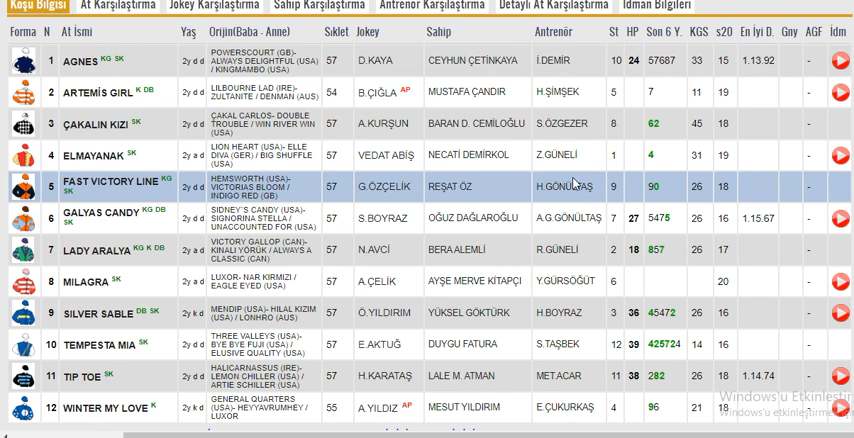 Koşu Bilgisi At Karşılaştırma Jokey Karşılaştırma Sahip Karşılaştırma Antrenör Karşılaştırma Detaylı At Karşılaştırma İdman Bilgileri
Forma N At İsmi Yaş Orijin(Baba - Anne) Sıklet Jokey Sahip Antrenör St HP Son 6 Y. KGS s20 En İyi D. Gny AGF İdm
1 AGNES KG SK 2y d d POWERSCOURT (GB)-
ALWAYS DELIGHTFUL (USA)
/ KINGMAMBO (USA) 57 D.KAYA CEYHUN ÇETİNKAYA İ.DEMİR 10 24 57687 33 15 1.13.92 -
2 ARTEMİS GIRL K DB 2y d d LILBOURNE LAD (IRE)-
ZULTANITE / DENMAN (AUS) 54 B.ÇIĞLA AP MUSTAFA ÇANDIR H.ŞİMŞEK 5 7 11 19 -
3 ÇAKALIN KIZI SK 2y a d ÇAKAL CARLOS- DOUBLE
TROUBLE / WIN RIVER WIN
(USA) 57 A.KURŞUN BARAN D. CEMİLOĞLU S.ÖZGEZER 8 62 45 18 -
4 ELMAYANAK SK 2y d d LION HEART (USA)- ELLE
DIVA (GER) / BIG SHUFFLE
(USA) 57 VEDAT ABİŞ NECATİ DEMİRKOL Z.GÜNELİ 1 4 31 19 -
5 FAST VICTORY LINE KG
SK 2y d d HEMSWORTH (USA)-
VICTORIAS BLOOM /
INDIGO RED (GB) 57 G.ÖZÇELİK REŞAT ÖZ H.GÖNÜLTAŞ 9 90 26 18 -
6 GALYAS CANDY KG DB
SK 2y d d SIDNEY'S CANDY (USA)-
SIGNORINA STELLA /
UNACCOUNTED FOR (USA) 57 S.BOYRAZ OĞUZ DAĞLAROĞLU A.G.GÖNÜLTAŞ 7 27 5475 26 16 1.15.67 -
7 LADY ARALYA KG K DB 2y a d VICTORY GALLOP (CAN)-
KINALI YÖRÜK / ALWAYS A
CLASSIC (CAN) 57 N.AVCİ BERA ALEMLİ R.GÜNELİ 2 18 857 26 17 -
8 MILAGRA SK 2y a d LUXOR- NAR KIRMIZI /
EAGLE EYED (USA) 57 A.ÇELİK AYŞE MERVE KİTAPÇI Y.GÜRSÖĞÜT 6 20 -
9 SILVER SABLE DB SK 2y k d MENDIP (USA)- HILAL KIZIM
(USA) / LONHRO (AUS) 57 Ö.YILDIRIM YÜKSEL GÖKTÜRK H.BOYRAZ 3 36 45472 26 16 -
10 TEMPESTA MIA SK 2y d d THREE VALLEYS (USA)-
BYE BYE FUJI (USA) /
ELUSIVE QUALITY (USA) 57 E.AKTUĞ DUYGU FATURA S.TAŞBEK 12 39 425724 14 16 -
11 TIP TOE SK 2y d d HALICARNASSUS (IRE)-
LEMON CHILLER (USA) /
ARTIE SCHILLER (USA) 57 H.KARATAŞ LALE M. ATMAN MET.ACAR 11 38 282 26 16 1.14.74 -
12 WINTER MY LOVE K 2y k d GENERAL QUARTERS
(USA)- HEYYAVRUMHEY /
LUXOR 55 A.YILDIZ AP MESUT YILDIRIM E.ÇUKURKAŞ 4 96 21 18 -
Windows'u Etkinleştir
Windows'u etkinleştirme